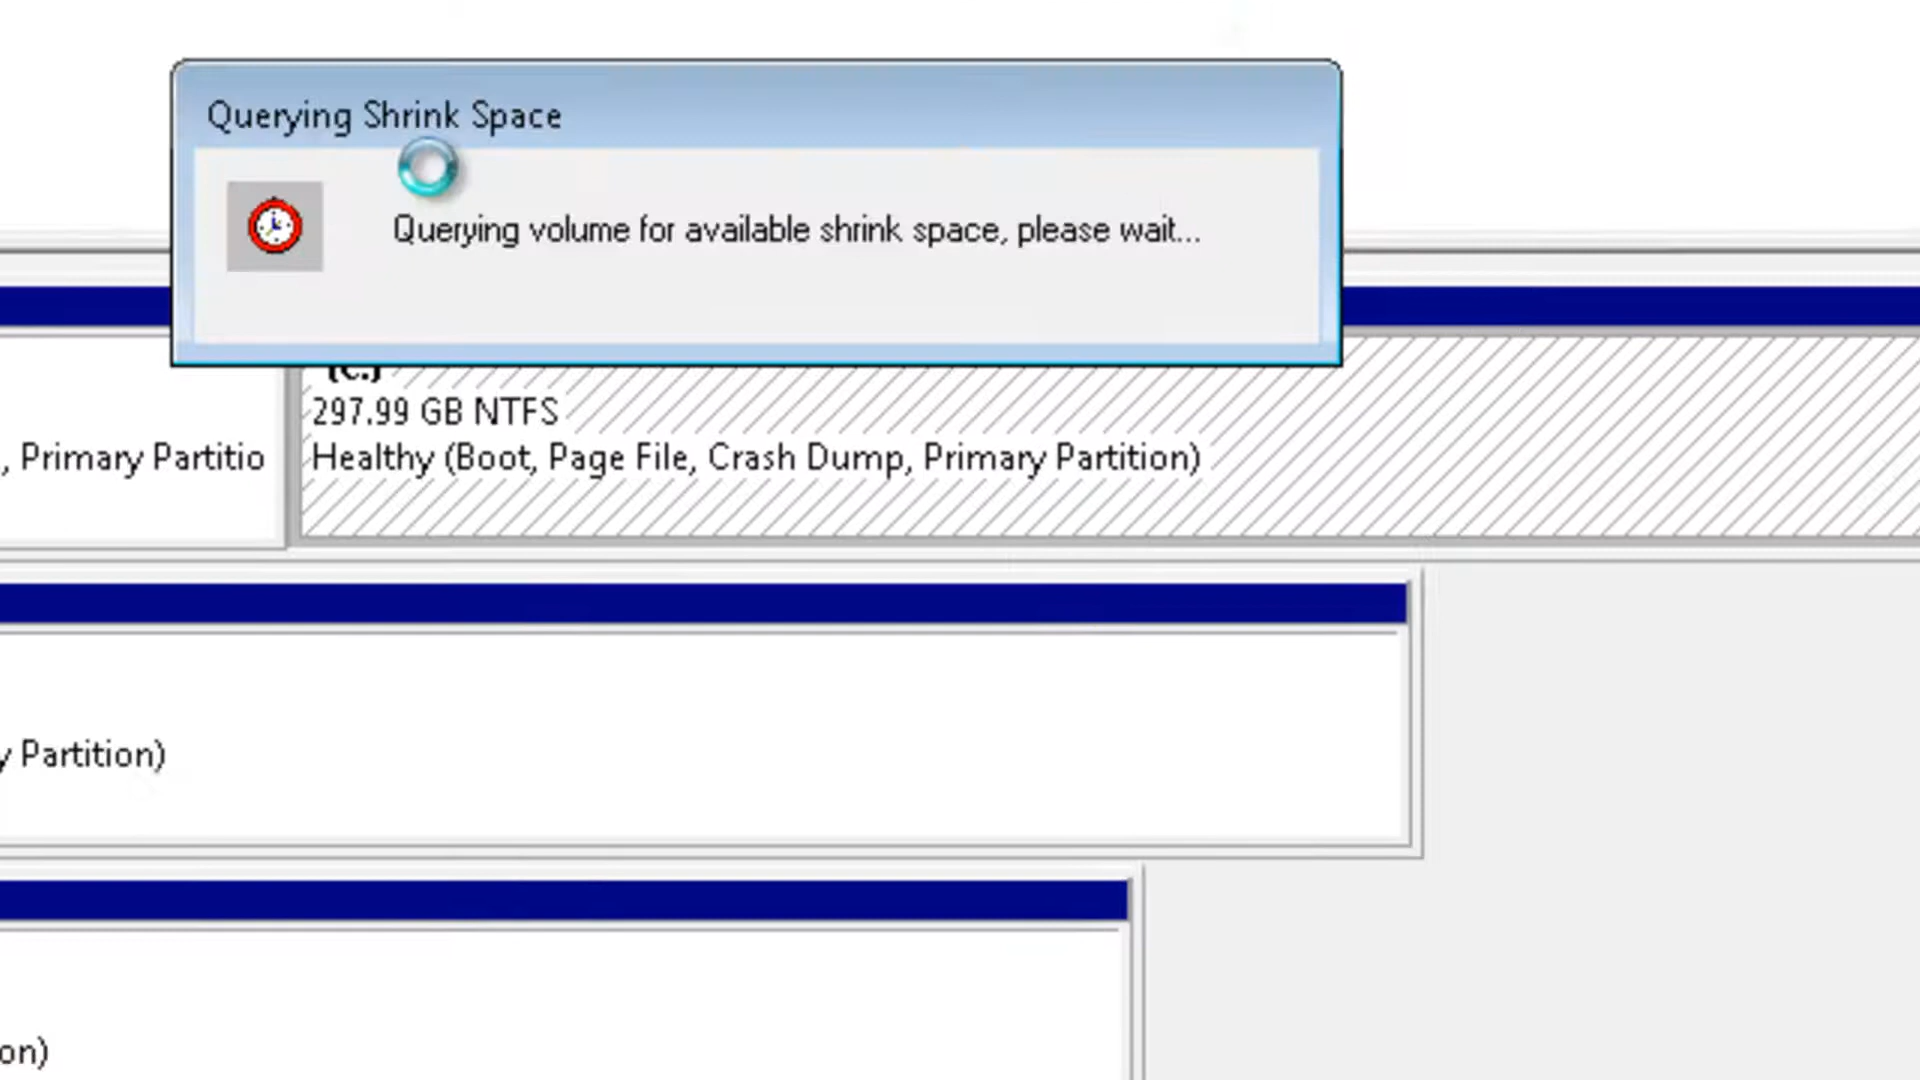 Querying Shrink Space
Querying volume for available shrink space, please wait...
(C:)
297.99 GB NTFS
, Primary Partitio
Healthy (Boot, Page File, Crash Dump, Primary Partition)
y Partition)
on)